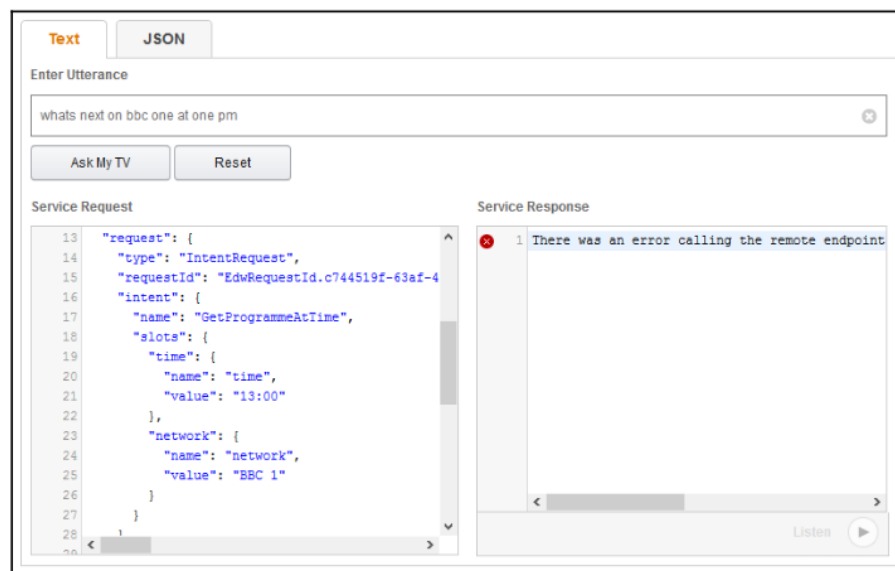 Text JSON
Enter Utterance
whats next on bbc one at one pm
Ask My TV Reset
Service Request
13 "request": {
14 "type": "IntentRequest",
15 "requestId": "EdwRequestId.c744519f-63af-4
16 "intent": {
17 "name": "GetProgrammeAtTime",
18 "slots": {
19 "time": {
20 "name": "time",
21 "value": "13:00"
22 },
23 "network": {
24 "name": "network",
25 "value": "BBC 1"
26 }
27 }
28
Service Response
1 There was an error calling the remote endpoint
Listen